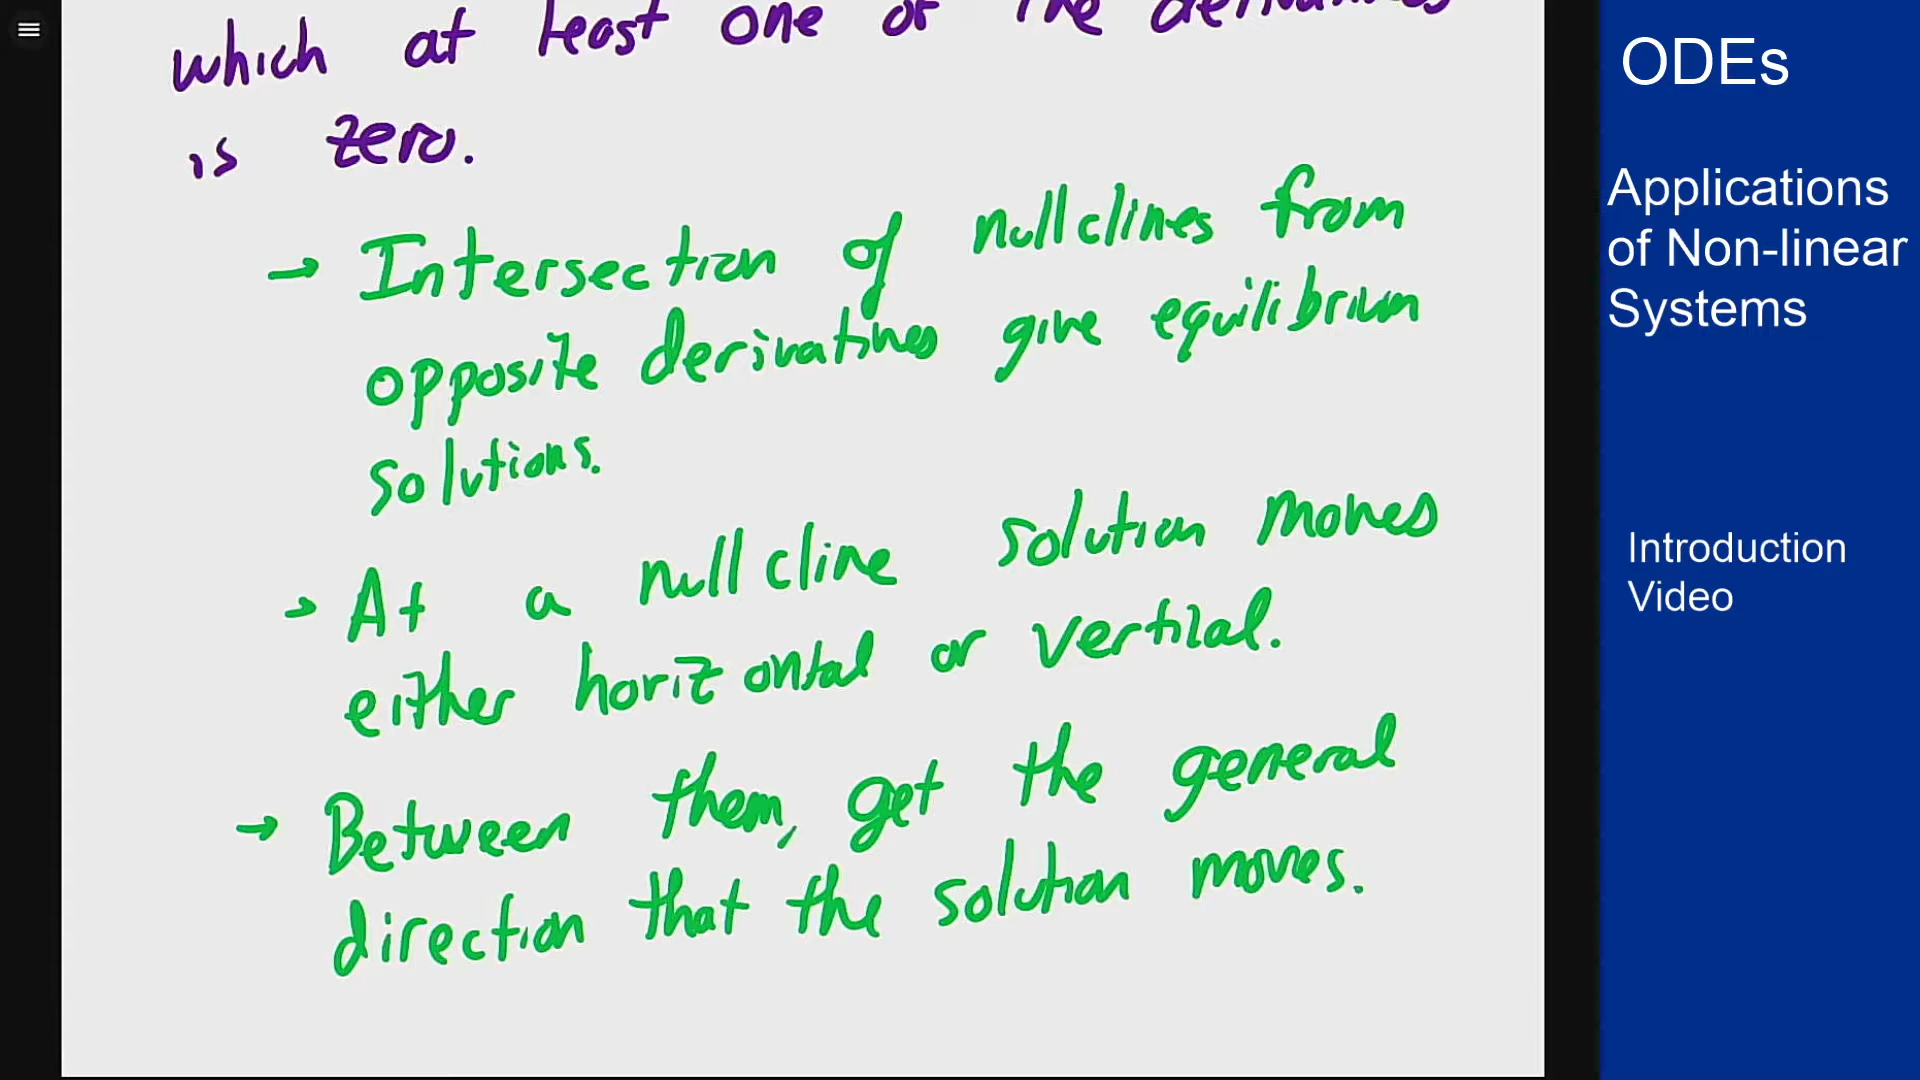 which at least one of the derivatives
is zero.
→ Intersection of nullclines from
opposite derivatives give equilibrium
solutions.
→ At a nullcline solution moves
either horizontal or vertical.
→ Between them, get the general
direction that the solution moves.
ODEs
Applications
of Non-linear
Systems
Introduction
Video